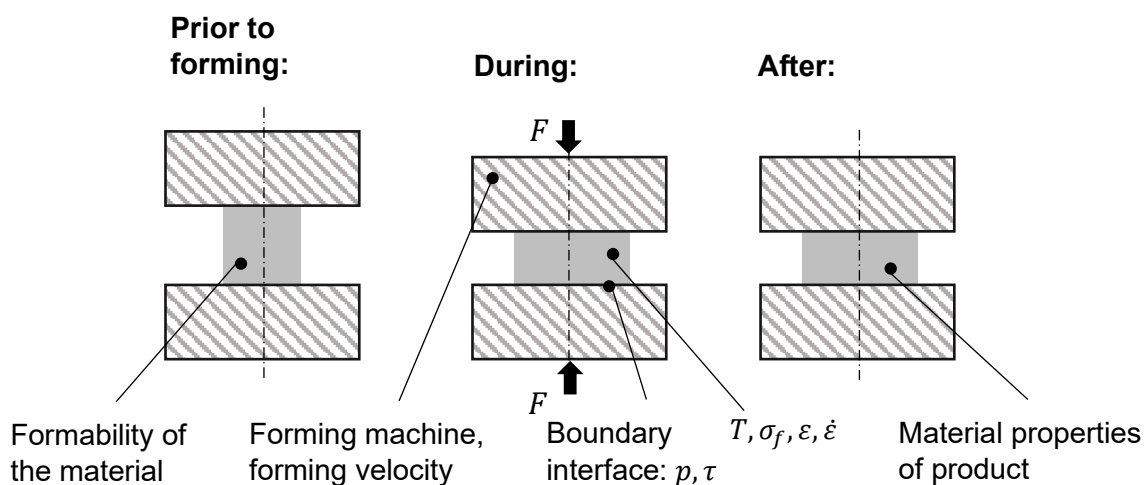 Prior to
forming:
During:
After:
F
F
Formability of
the material
Forming machine,
forming velocity
Boundary
interface: p, τ
T, σ_f, ε, ε̇
Material properties
of product